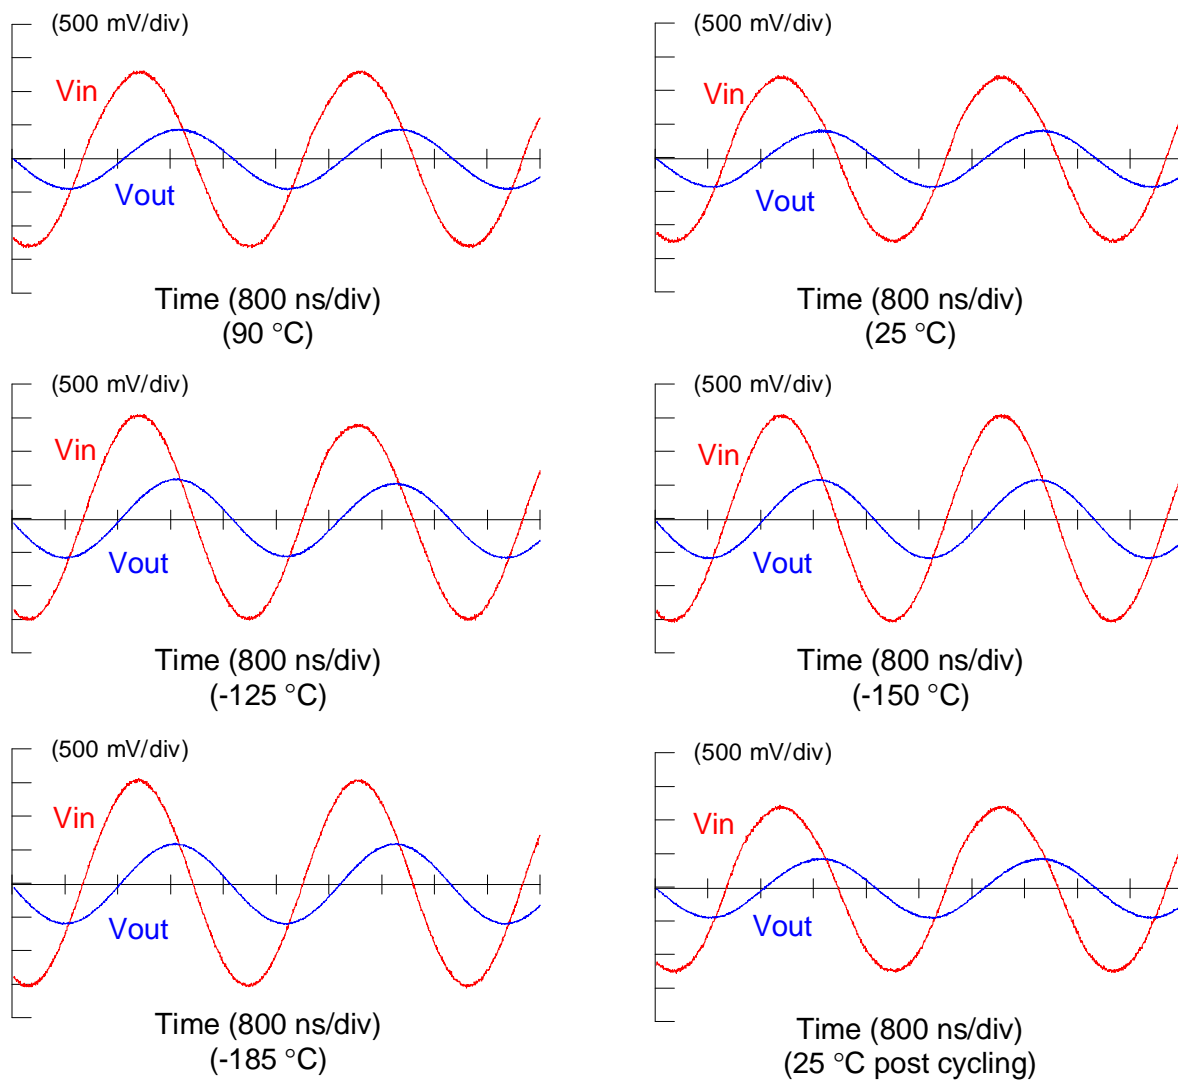 (500 mV/div)
Vin
Vout
Time (800 ns/div)
(90 °C)
(500 mV/div)
Vin
Vout
Time (800 ns/div)
(25 °C)
(500 mV/div)
Vin
Vout
Time (800 ns/div)
(-125 °C)
(500 mV/div)
Vin
Vout
Time (800 ns/div)
(-150 °C)
(500 mV/div)
Vin
Vout
Time (800 ns/div)
(-185 °C)
(500 mV/div)
Vin
Vout
Time (800 ns/div)
(25 °C post cycling)